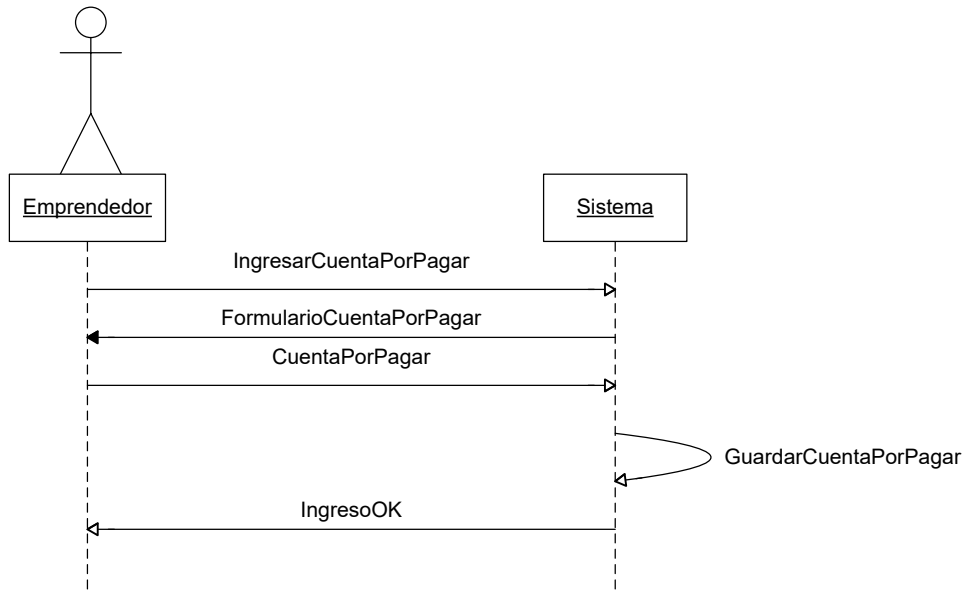 Emprendedor
Sistema
IngresarCuentaPorPagar
FormularioCuentaPorPagar
CuentaPorPagar
GuardarCuentaPorPagar
IngresoOK